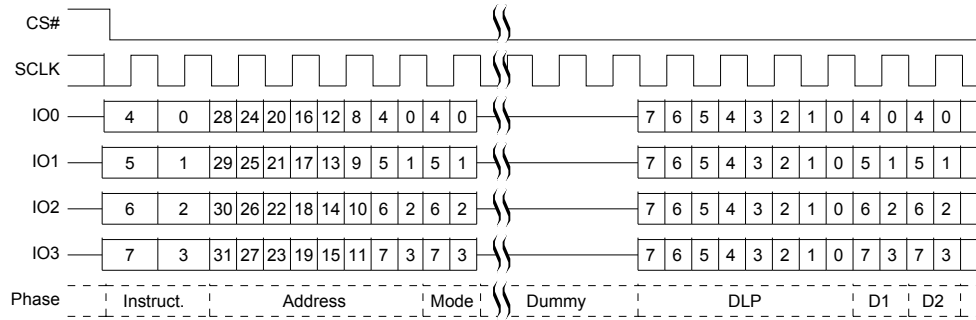 CS#
SCLK
IO0 4 0 28 24 20 16 12 8 4 0 4 0 7 6 5 4 3 2 1 0 4 0 4 0
IO1 5 1 29 25 21 17 13 9 5 1 5 1 7 6 5 4 3 2 1 0 5 1 5 1
IO2 6 2 30 26 22 18 14 10 6 2 6 2 7 6 5 4 3 2 1 0 6 2 6 2
IO3 7 3 31 27 23 19 15 11 7 3 7 3 7 6 5 4 3 2 1 0 7 3 7 3
Phase Instruct. Address Mode Dummy DLP D1 D2